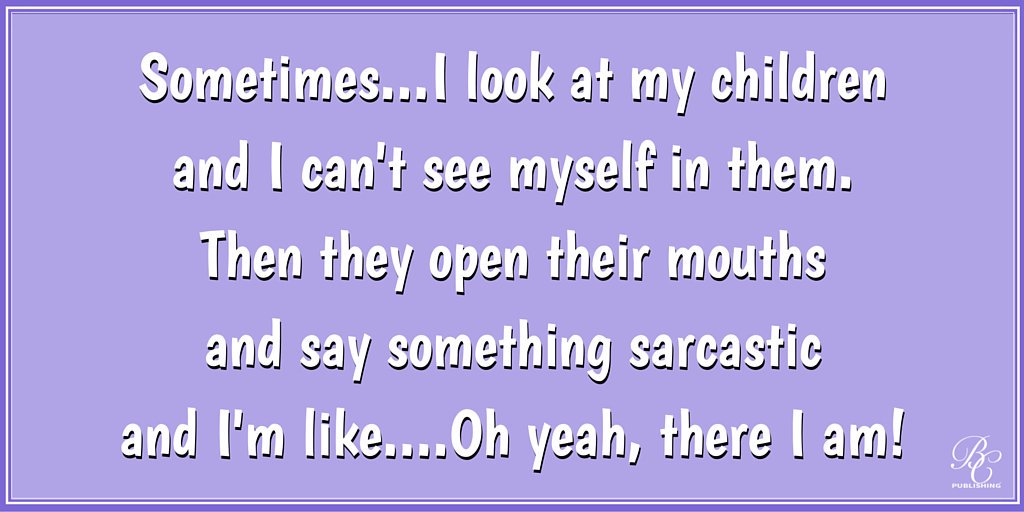 Sometimes...I look at my children
and I can't see myself in them.
Then they open their mouths
and say something sarcastic
and I'm like....Oh yeah, there I am!
BC
PUBLISHING